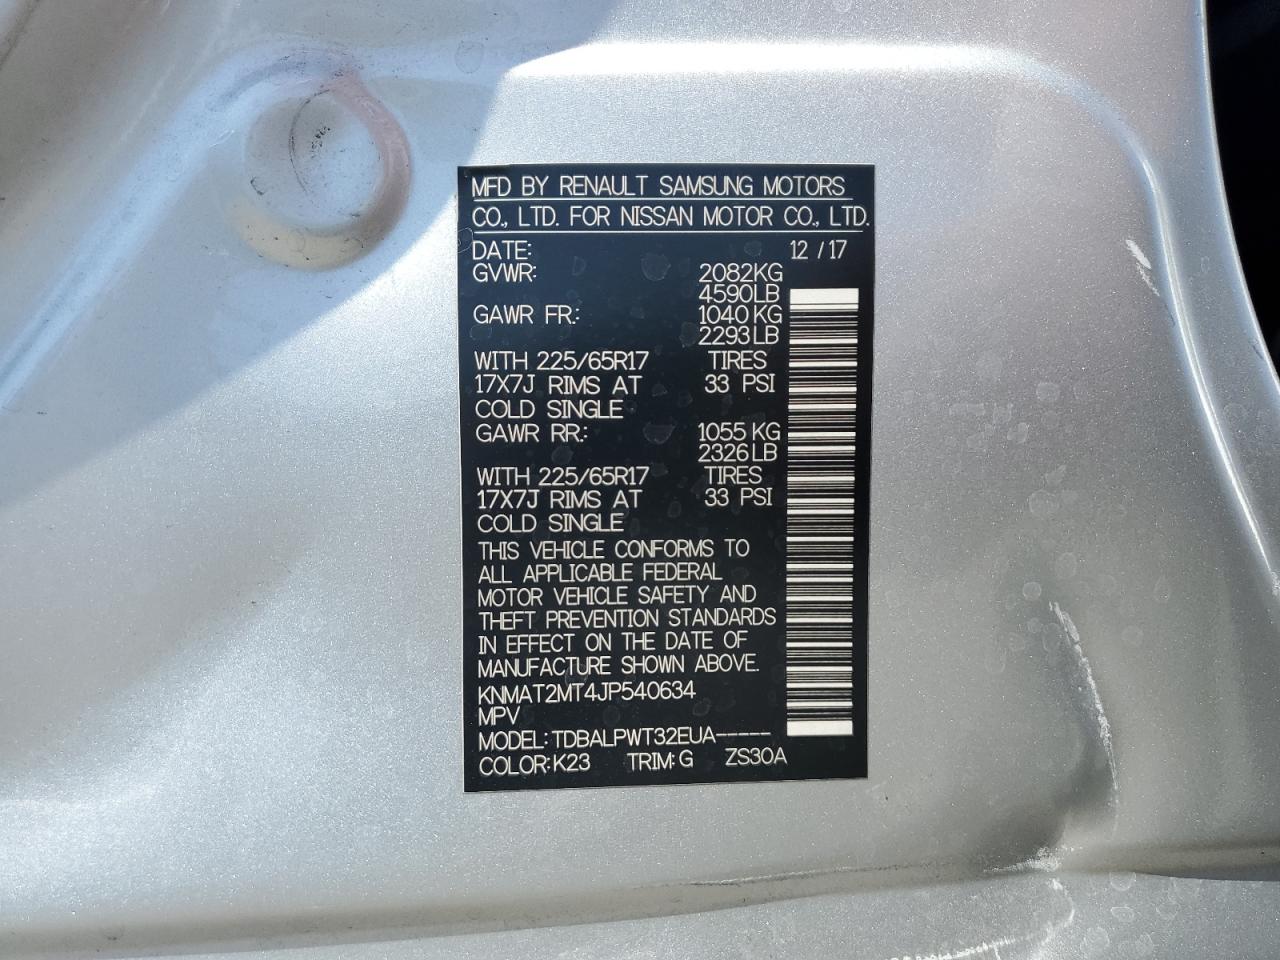 MFD BY RENAULT SAMSUNG MOTORS
CO., LTD. FOR NISSAN MOTOR CO., LTD.
DATE: 12 /17
GVWR: 2082KG
4590LB
GAWR FR.: 1040 KG
2293LB
WITH 225/65R17 TIRES
17X7J RIMS AT 33 PSI
COLD SINGLE
GAWR RR.: 1055 KG
2326LB
WITH 225/65R17 TIRES
17X7J RIMS AT 33 PSI
COLD SINGLE
THIS VEHICLE CONFORMS TO
ALL APPLICABLE FEDERAL
MOTOR VEHICLE SAFETY AND
THEFT PREVENTION STANDARDS
IN EFFECT ON THE DATE OF
MANUFACTURE SHOWN ABOVE.
KNMAT2MT4JP540634
MPV
MODEL: TDBALPWT32EUA-----
COLOR: K23 TRIM: G ZS30A